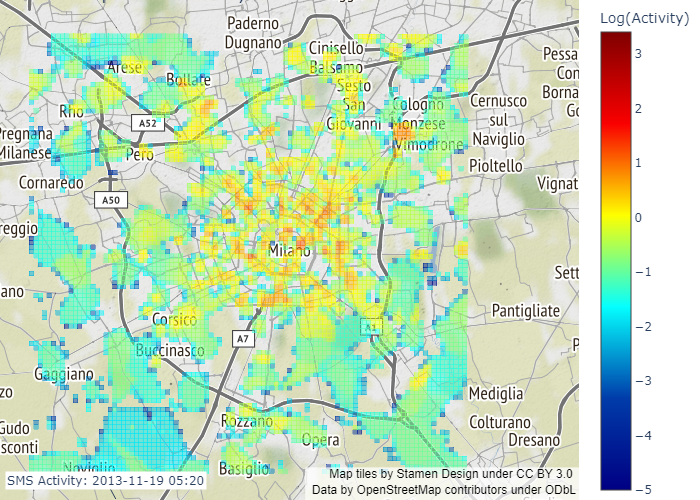 Log(Activity)
3
2
1
0
−1
−2
−3
−4
−5
Paderno
Dugnano
Cinisello
Balsamo
Arese
Bollate
Sesto
San
Giovanni
Cologno
Monzese
Vimodrone
Cernusco
sul
Naviglio
Pessa
Con
Borna
Go
Rho
A52
Pregnana
Milanese
Pero
Pioltello
Cornaredo
Vignat
A50
reggio
Milano
Sett
ano
Pantigliate
Corsico
A7
A1
Buccinasco
P
Gaggiano
zo
Mediglia
Rozzano
Colturano
Gudo
sconti
Opera
Dresano
Noviglio
Basiglio
SMS Activity: 2013-11-19 05:20
Map tiles by Stamen Design under CC BY 3.0
Data by OpenStreetMap contributors under ODbL